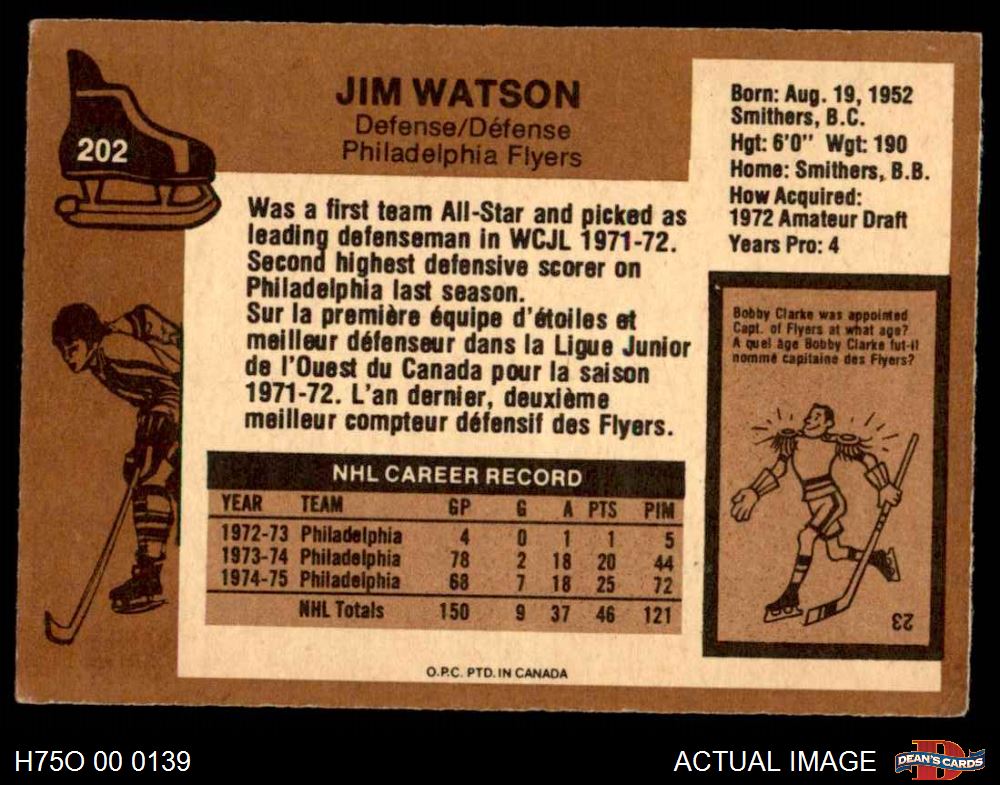 202
JIM WATSON
Defense/Défense
Philadelphia Flyers
Born: Aug. 19, 1952
Smithers, B.C.
Hgt: 6'0" Wgt: 190
Home: Smithers, B.B.
How Acquired:
1972 Amateur Draft
Years Pro: 4
Was a first team All-Star and picked as
leading defenseman in WCJL 1971-72.
Second highest defensive scorer on
Philadelphia last season.
Sur la première équipe d'étoiles et
meilleur défenseur dans la Ligue Junior
de l'Ouest du Canada pour la saison
1971-72. L'an dernier, deuxième
meilleur compteur défensif des Flyers.
NHL CAREER RECORD
YEAR TEAM GP G A PTS PIM
1972-73 Philadelphia 4 0 1 1 5
1973-74 Philadelphia 78 2 18 20 44
1974-75 Philadelphia 68 7 18 25 72
NHL Totals 150 9 37 46 121
Bobby Clarke was appointed
Capt. of Flyers at what age?
A quel âge Bobby Clarke fut-il
nommé capitaine des Flyers?
23
O.P.C. PTD. IN CANADA
H75O 00 0139
ACTUAL IMAGE
D
DEAN'S CARDS